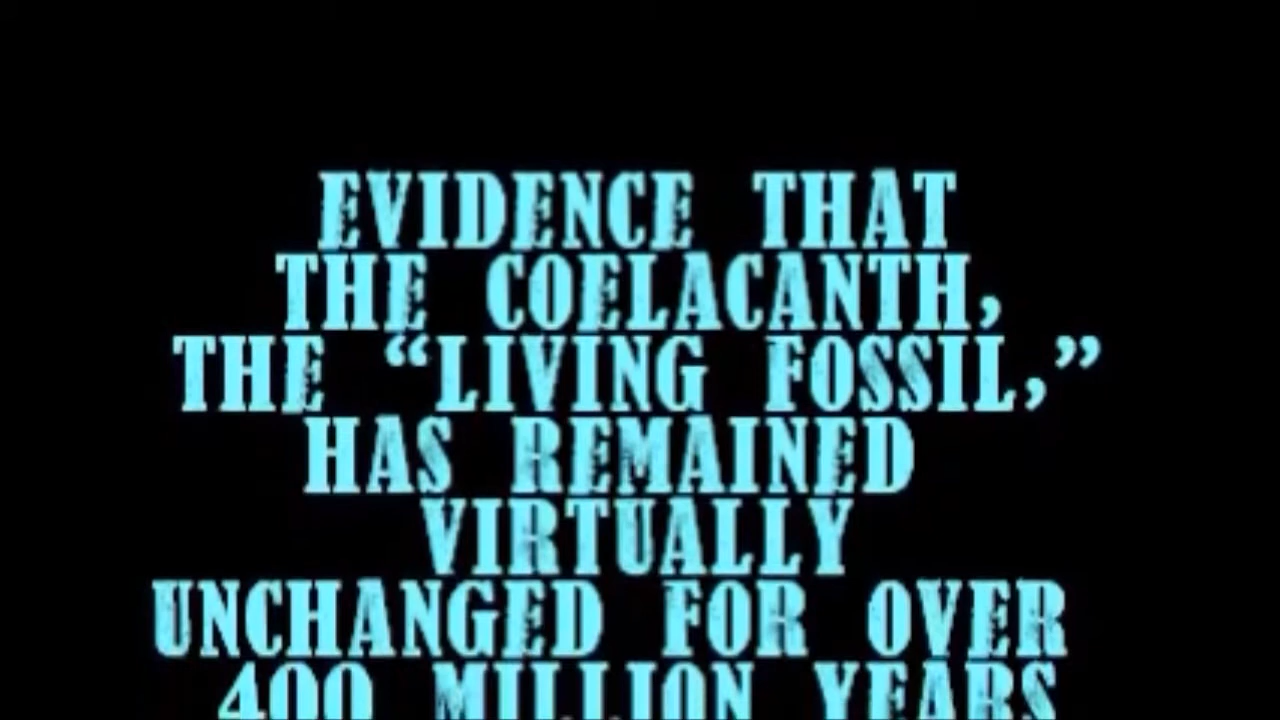 EVIDENCE THAT
THE COELACANTH,
THE “LIVING FOSSIL,”
HAS REMAINED
VIRTUALLY
UNCHANGED FOR OVER
400 MILLION YEARS